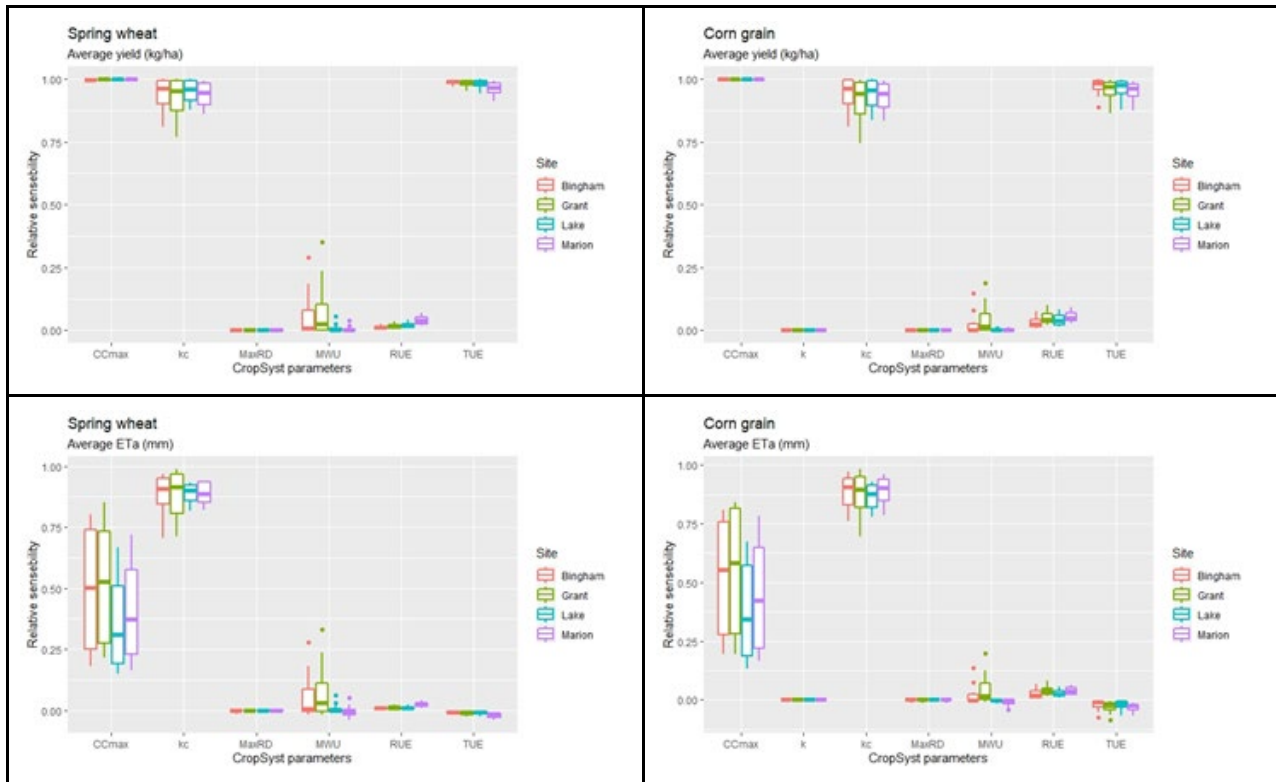 Spring wheat
Average yield (kg/ha)
1.00
0.75
0.50
0.25
0.00
Relative sensebility
CCmax kc MaxRD MWU RUE TUE
CropSyst parameters
Site
Bingham
Grant
Lake
Marion
Corn grain
Average yield (kg/ha)
1.00
0.75
0.50
0.25
0.00
Relative sensebility
CCmax k kc MaxRD MWU RUE TUE
CropSyst parameters
Site
Bingham
Grant
Lake
Marion
Spring wheat
Average ETa (mm)
1.00
0.75
0.50
0.25
0.00
Relative sensebility
CCmax kc MaxRD MWU RUE TUE
CropSyst parameters
Site
Bingham
Grant
Lake
Marion
Corn grain
Average ETa (mm)
1.00
0.75
0.50
0.25
0.00
Relative sensebility
CCmax k kc MaxRD MWU RUE TUE
CropSyst parameters
Site
Bingham
Grant
Lake
Marion